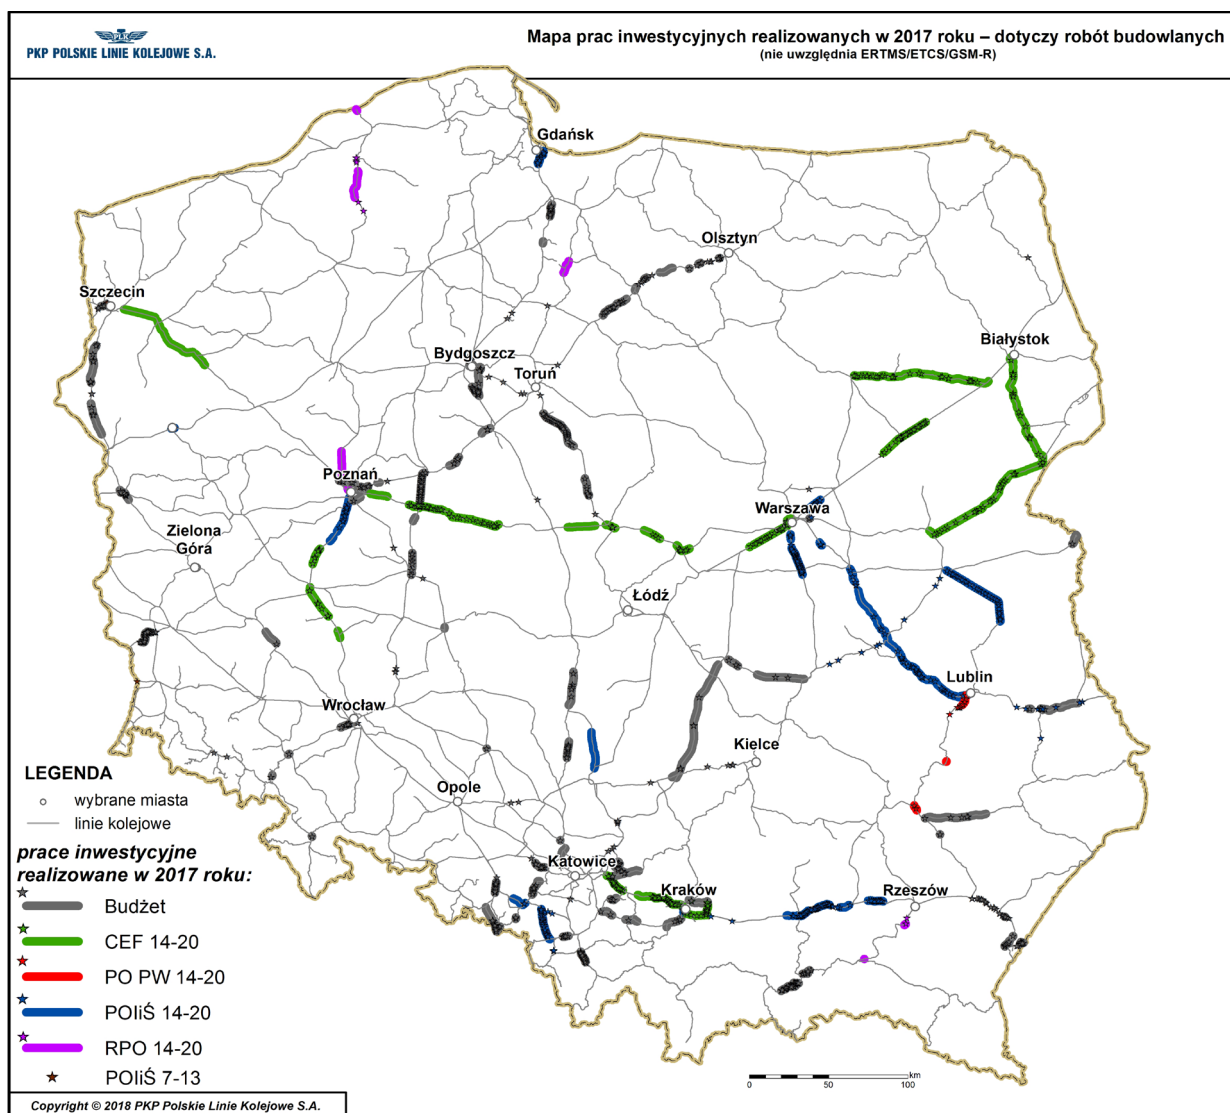 PLK
PKP POLSKIE LINIE KOLEJOWE S.A.
Mapa prac inwestycyjnych realizowanych w 2017 roku – dotyczy robót budowlanych
(nie uwzględnia ERTMS/ETCS/GSM-R)
Gdańsk
Olsztyn
Szczecin
Białystok
Bydgoszcz
Toruń
Poznań
Warszawa
Zielona
Góra
Łódź
Lublin
Wrocław
Kielce
Opole
Katowice
Kraków
Rzeszów
LEGENDA
wybrane miasta
linie kolejowe
prace inwestycyjne
realizowane w 2017 roku:
Budżet
CEF 14-20
PO PW 14-20
POIiŚ 14-20
RPO 14-20
POIiŚ 7-13
km
0 50 100
Copyright © 2018 PKP Polskie Linie Kolejowe S.A.